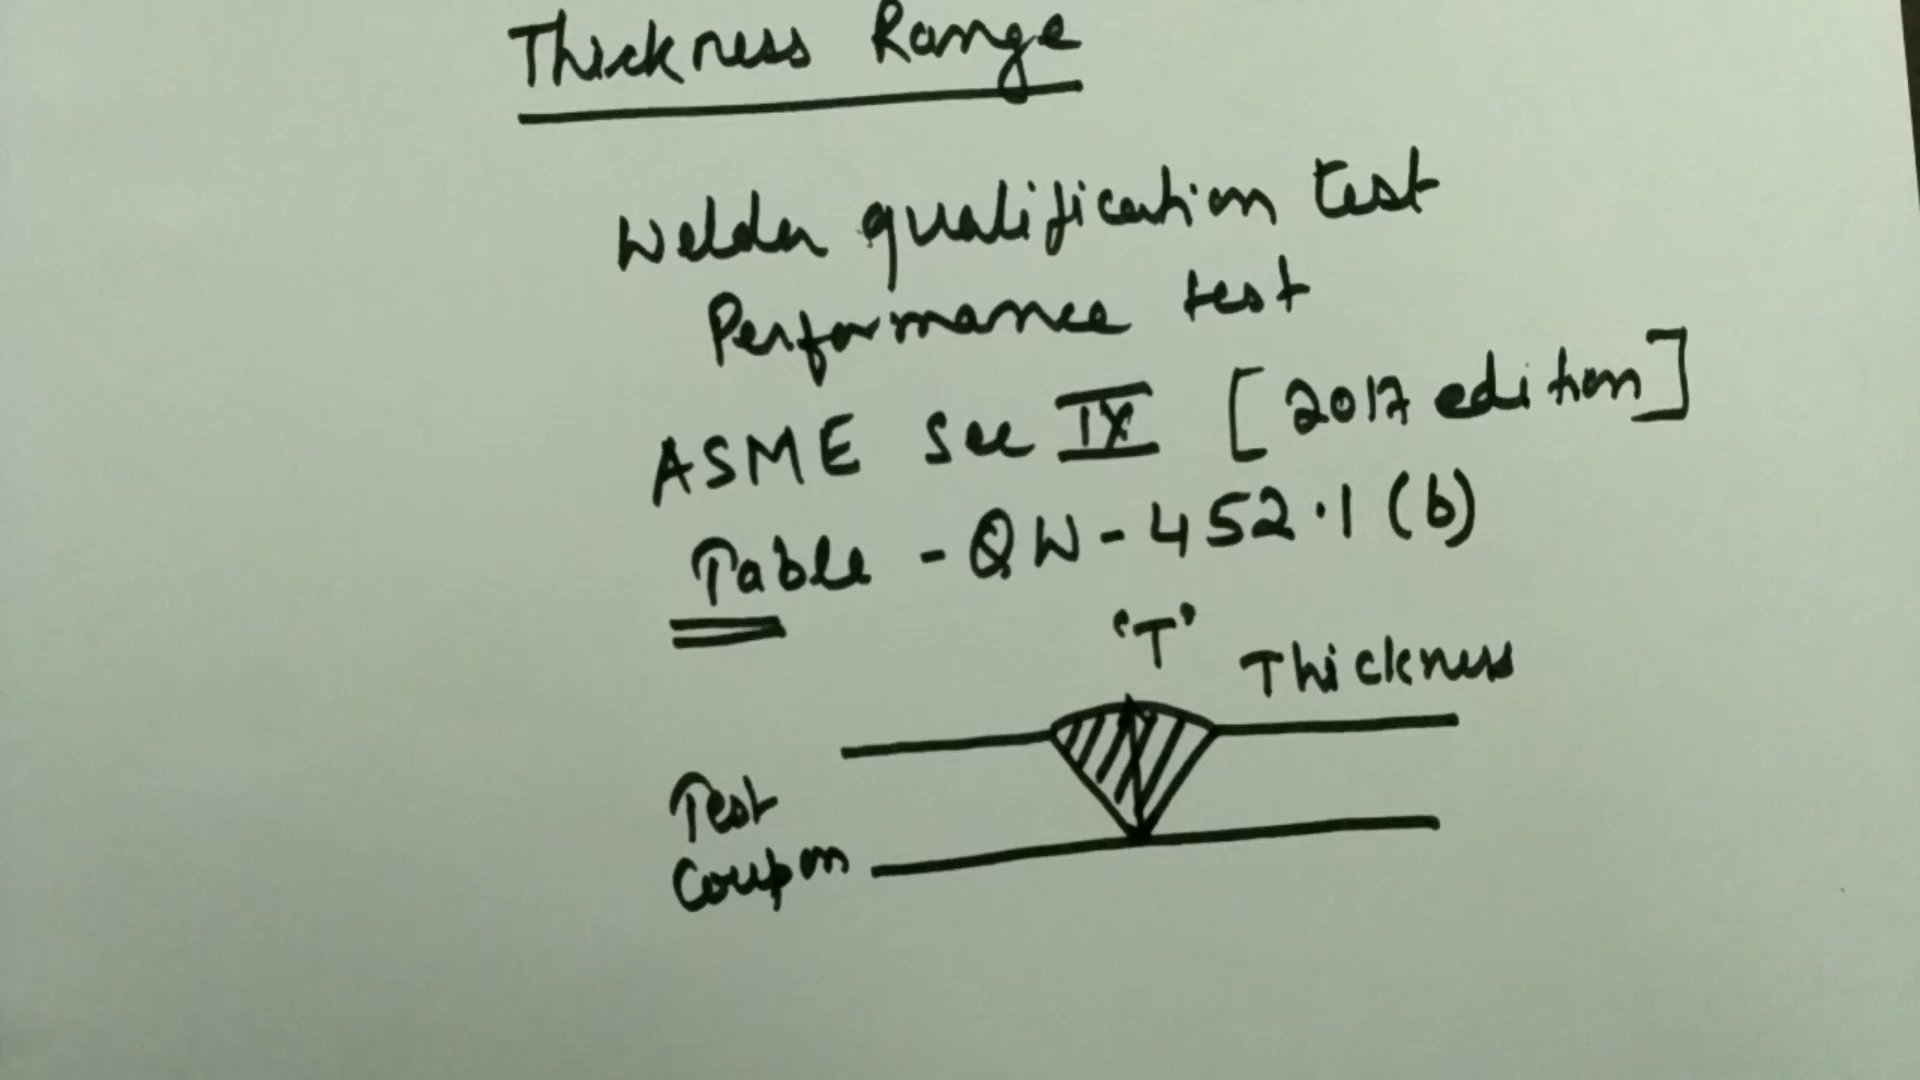 Thickness Range
Welder qualification test
Performance test
ASME Sec IX [2017 edition]
Table - QW-452.1 (b)
'T'
Thickness
Test
Coupon